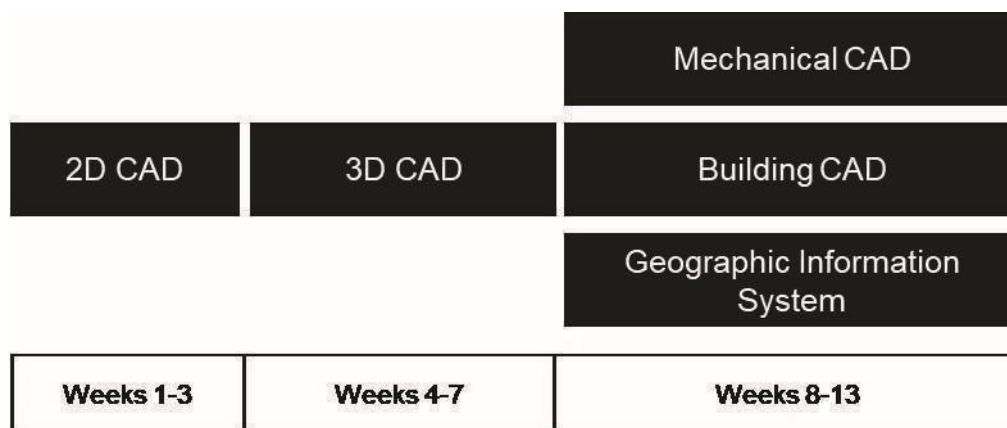 Mechanical CAD
2D CAD
3D CAD
Building CAD
Geographic Information
System
Weeks 1-3
Weeks 4-7
Weeks 8-13